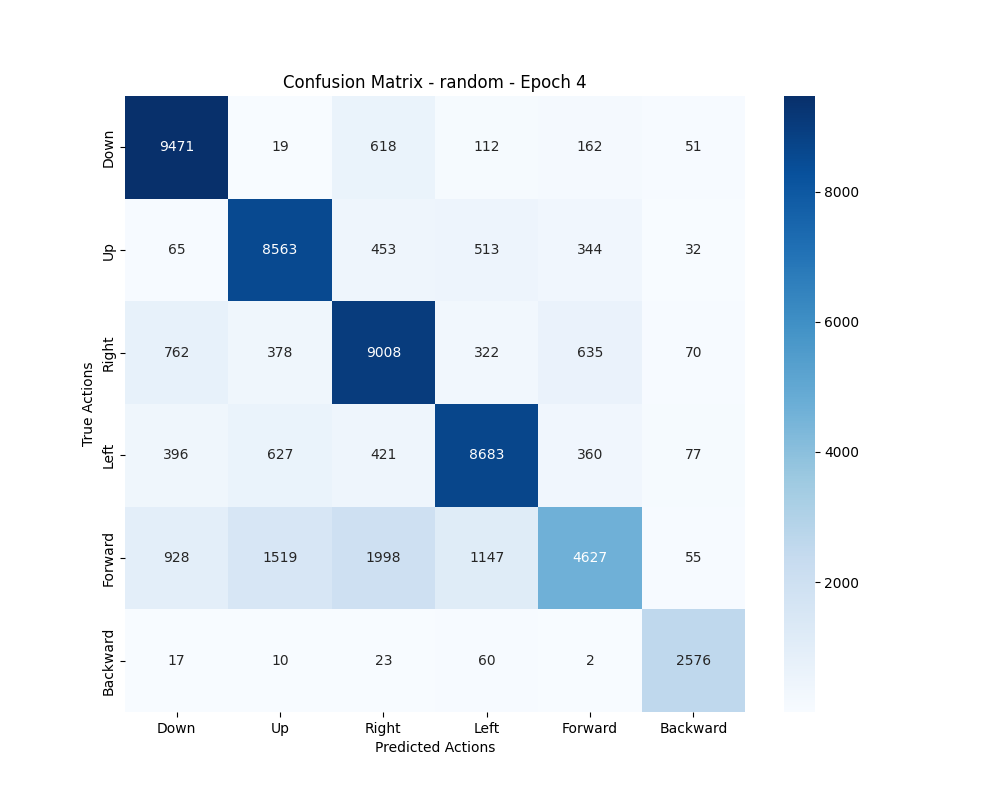 Confusion Matrix - random - Epoch 4
True Actions
Down 9471 19 618 112 162 51
Up 65 8563 453 513 344 32
Right 762 378 9008 322 635 70
Left 396 627 421 8683 360 77
Forward 928 1519 1998 1147 4627 55
Backward 17 10 23 60 2 2576
Down Up Right Left Forward Backward
Predicted Actions
8000
6000
4000
2000